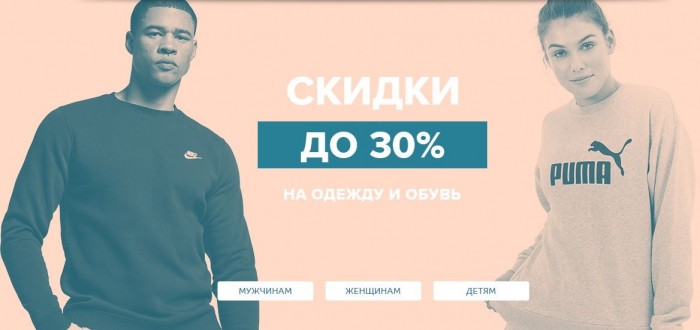 СКИДКИ
ДО 30%
НА ОДЕЖДУ И ОБУВЬ
PUMA
МУЖЧИНАМ
ЖЕНЩИНАМ
ДЕТЯМ